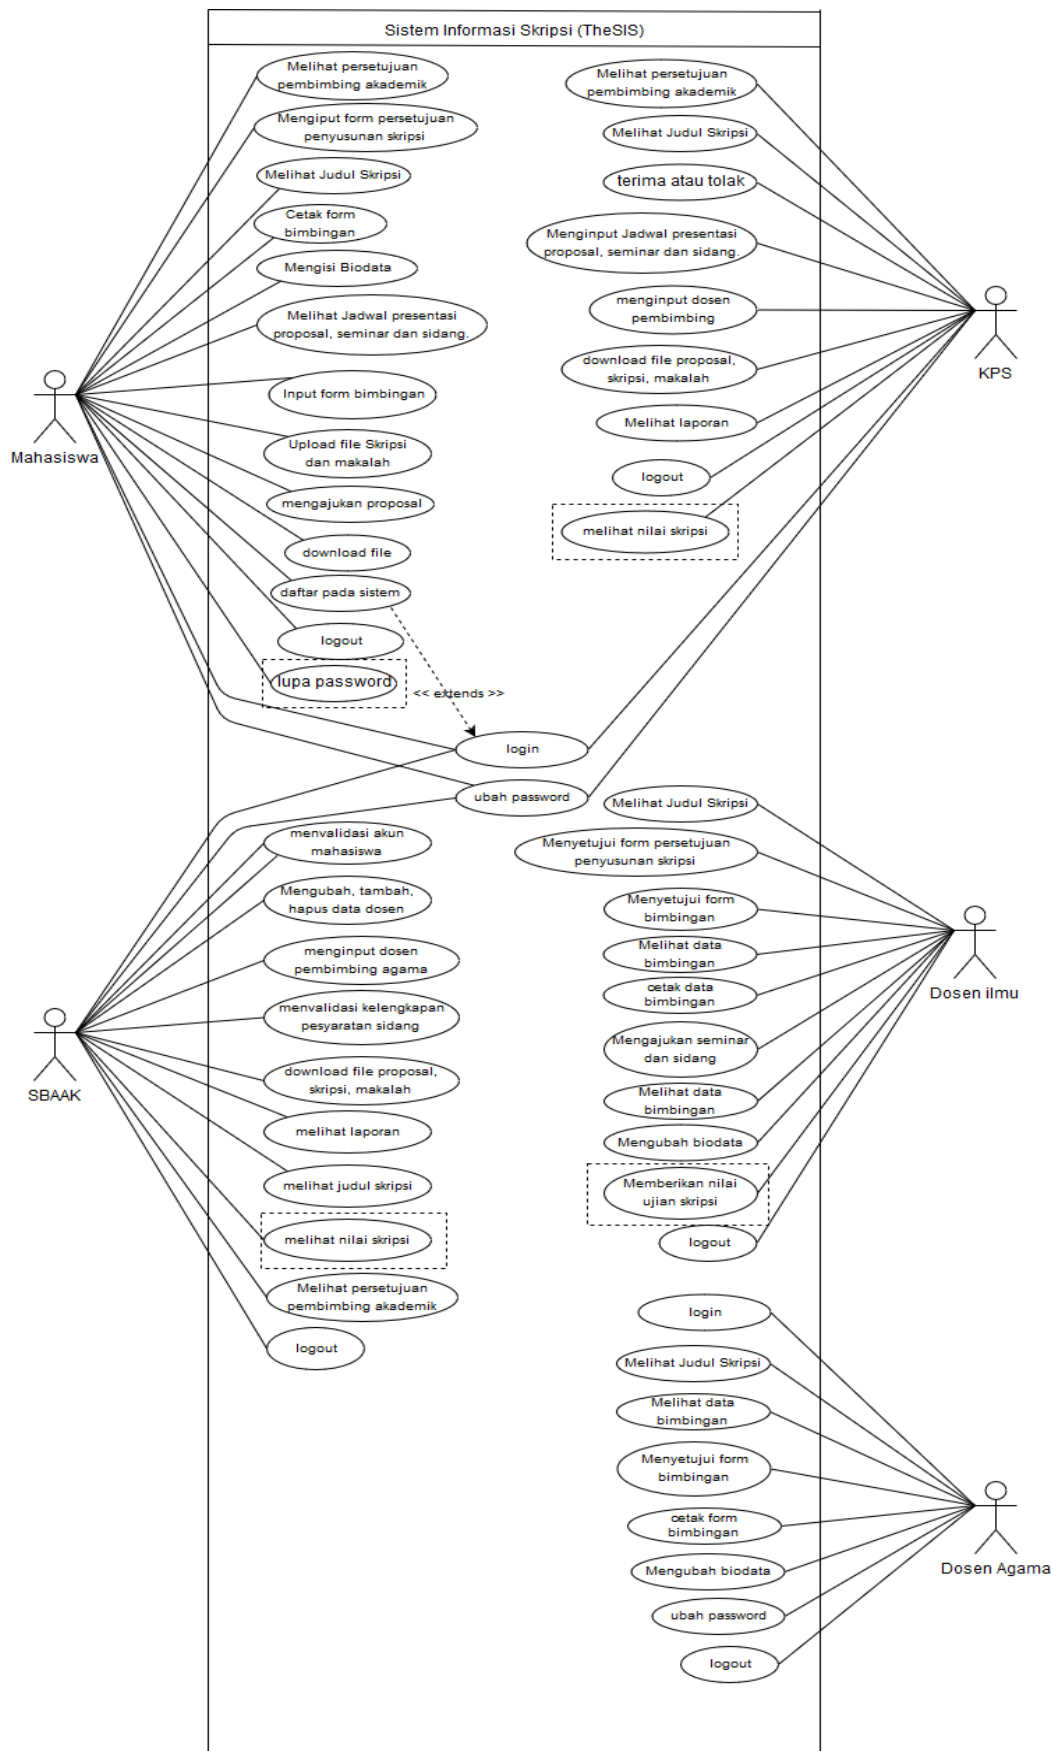 Sistem Informasi Skripsi (TheSIS)
Melihat persetujuan
pembimbing akademik
Mengiput form persetujuan
penyusunan skripsi
Melihat Judul Skripsi
Cetak form
bimbingan
Mengisi Biodata
Melihat Jadwal presentasi
proposal, seminar dan sidang.
Input form bimbingan
Upload file Skripsi
dan makalah
mengajukan proposal
download file
daftar pada sistem
logout
lupa password
Mahasiswa
<< extends >>
login
ubah password
Melihat persetujuan
pembimbing akademik
Melihat Judul Skripsi
terima atau tolak
Menginput Jadwal presentasi
proposal, seminar dan sidang.
menginput dosen
pembimbing
download file proposal,
skripsi, makalah
Melihat laporan
logout
melihat nilai skripsi
KPS
menvalidasi akun
mahasiswa
Mengubah, tambah,
hapus data dosen
menginput dosen
pembimbing agama
menvalidasi kelengkapan
pesyaratan sidang
download file proposal,
skripsi, makalah
melihat laporan
melihat judul skripsi
melihat nilai skripsi
Melihat persetujuan
pembimbing akademik
logout
SBAAK
Melihat Judul Skripsi
Menyetujui form persetujuan
penyusunan skripsi
Menyetujui form
bimbingan
Melihat data
bimbingan
cetak data
bimbingan
Mengajukan seminar
dan sidang
Melihat data
bimbingan
Mengubah biodata
Memberikan nilai
ujian skripsi
logout
Dosen ilmu
login
Melihat Judul Skripsi
Melihat data
bimbingan
Menyetujui form
bimbingan
cetak form
bimbingan
Mengubah biodata
ubah password
logout
Dosen Agama